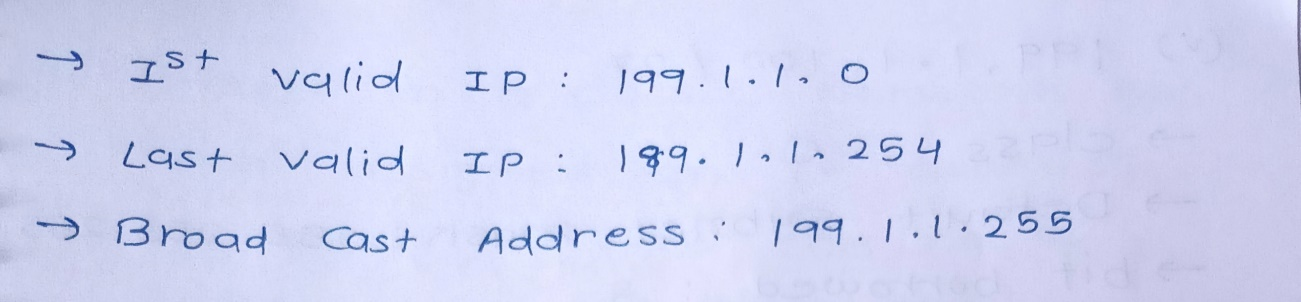 → Ist valid IP : 199.1.1.0
→ Last valid IP : 199.1.1.254
→ Broad Cast Address : 199.1.1.255